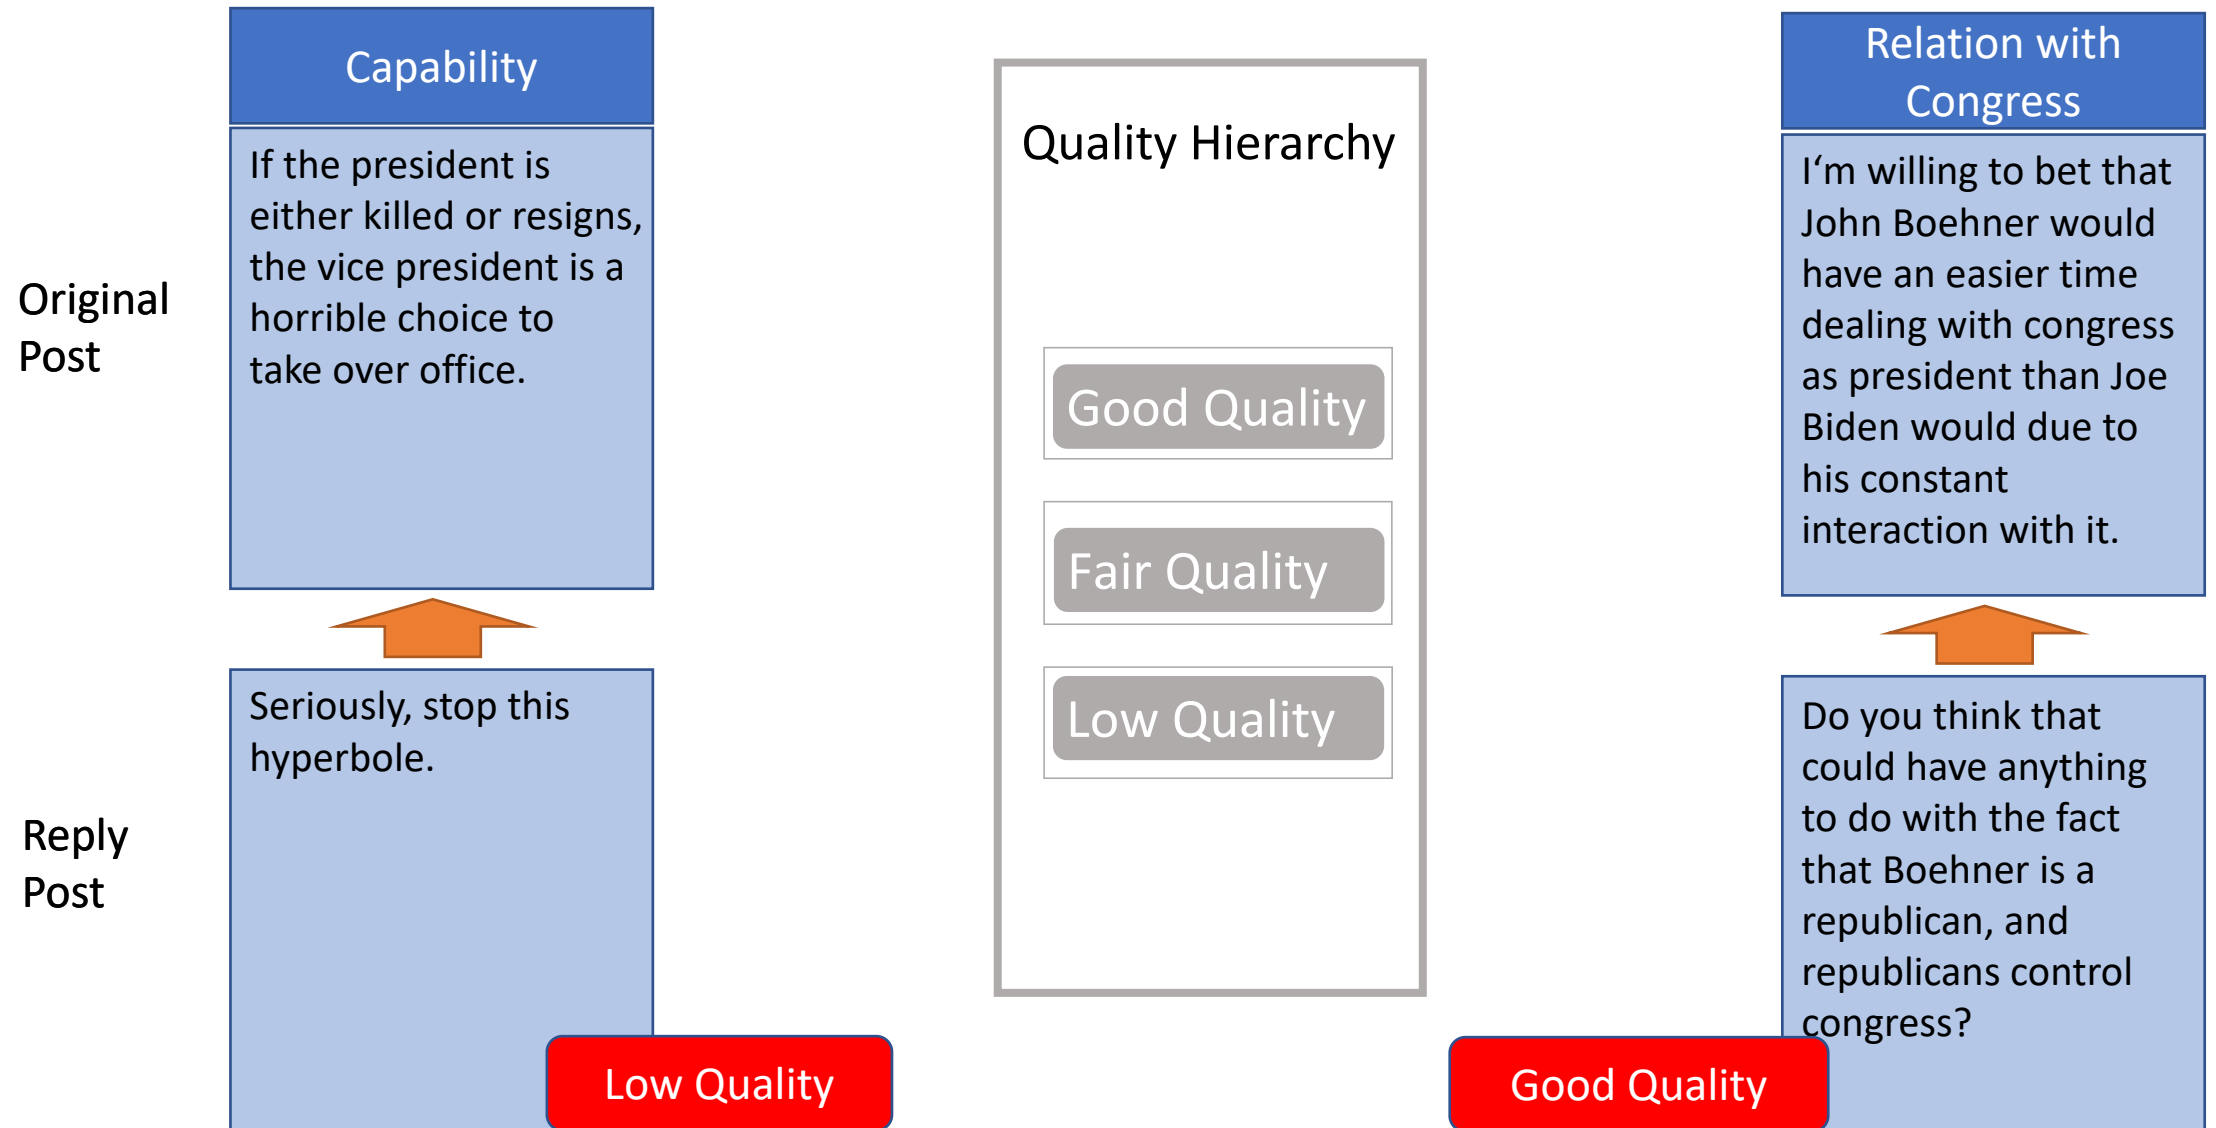 Capability
If the president is
either killed or resigns,
the vice president is a
horrible choice to
take over office.
Original
Post
Seriously, stop this
hyperbole.
Reply
Post
Low Quality
Quality Hierarchy
Good Quality
Fair Quality
Low Quality
Relation with
Congress
I‘m willing to bet that
John Boehner would
have an easier time
dealing with congress
as president than Joe
Biden would due to
his constant
interaction with it.
Do you think that
could have anything
to do with the fact
that Boehner is a
republican, and
republicans control
congress?
Good Quality